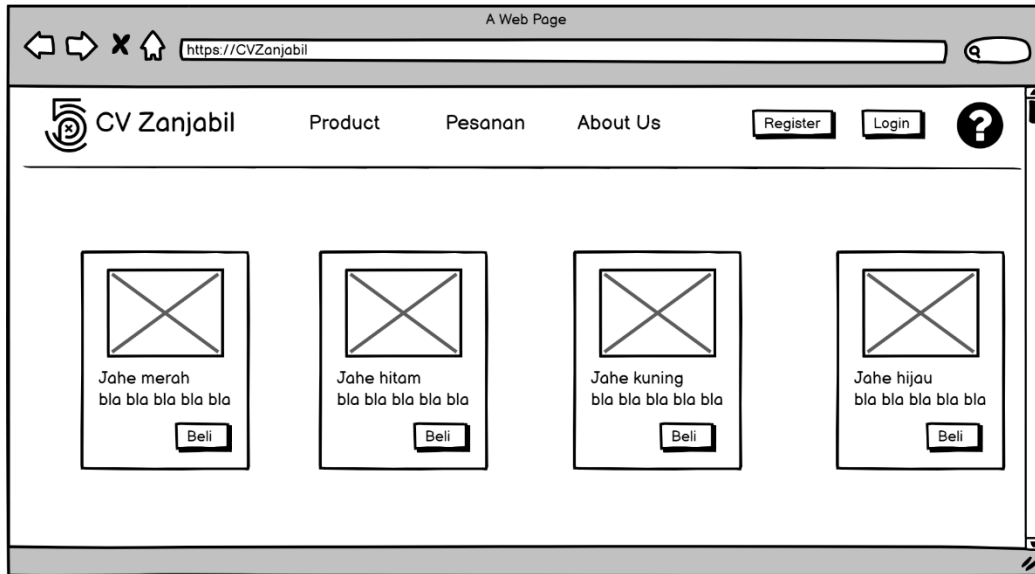 A Web Page
https://CVZanjabil
CV Zanjabil
Product
Pesanan
About Us
Register
Login
?
Jahe merah
bla bla bla bla bla
Beli
Jahe hitam
bla bla bla bla bla
Beli
Jahe kuning
bla bla bla bla bla
Beli
Jahe hijau
bla bla bla bla bla
Beli